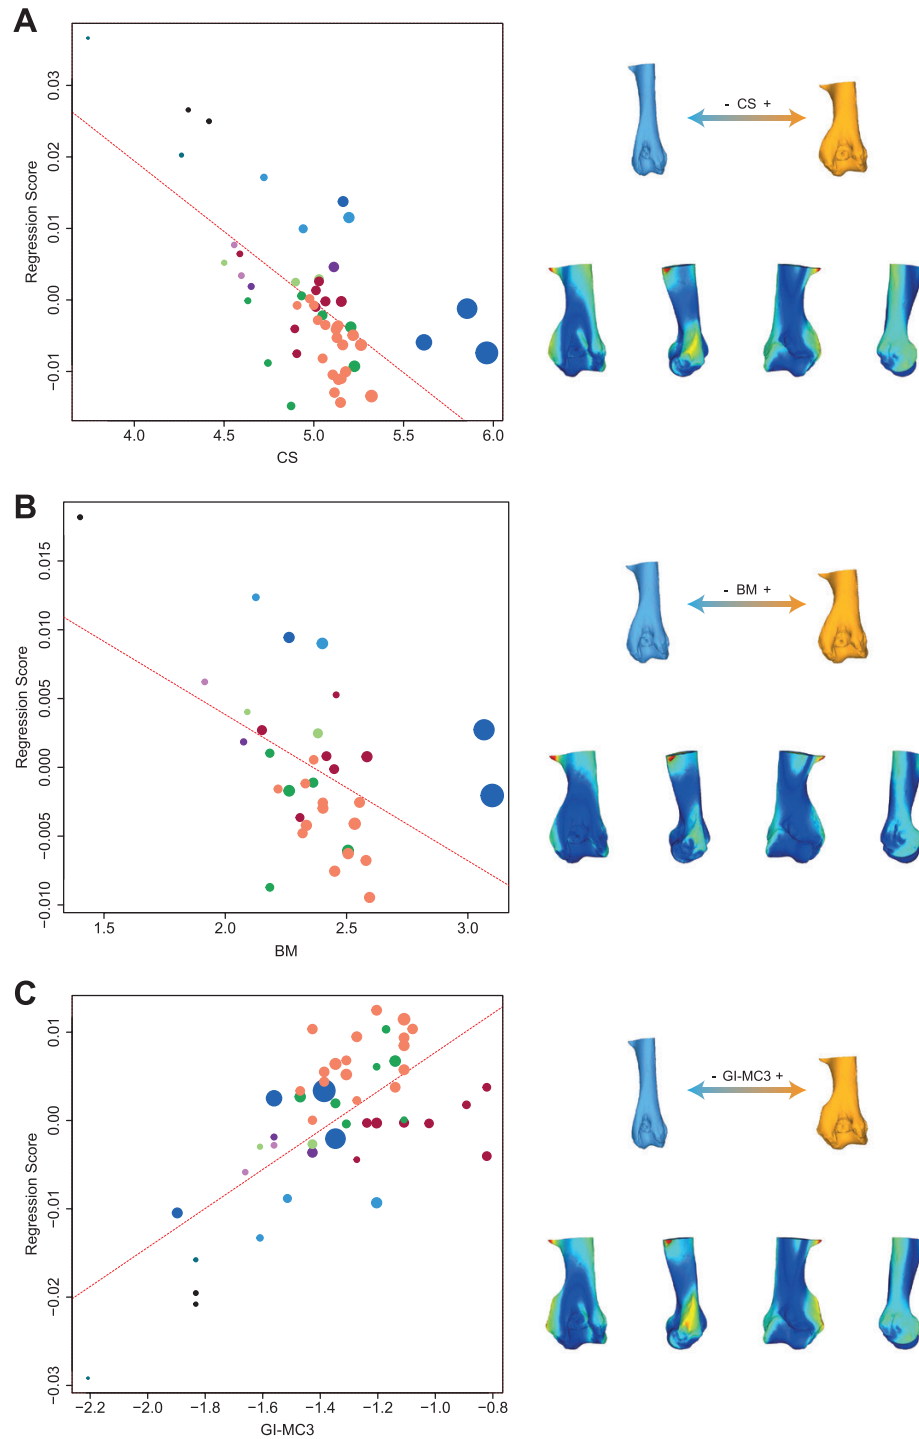 A
Regression Score
0.03
0.02
0.01
0.00
−0.01
4.0 4.5 5.0 5.5 6.0
CS
- CS +
B
Regression Score
0.015
0.010
0.005
0.000
−0.005
−0.010
1.5 2.0 2.5 3.0
BM
- BM +
C
Regression Score
0.01
0.00
−0.01
−0.02
−0.03
−2.2 −2.0 −1.8 −1.6 −1.4 −1.2 −1.0 −0.8
GI-MC3
- GI-MC3 +